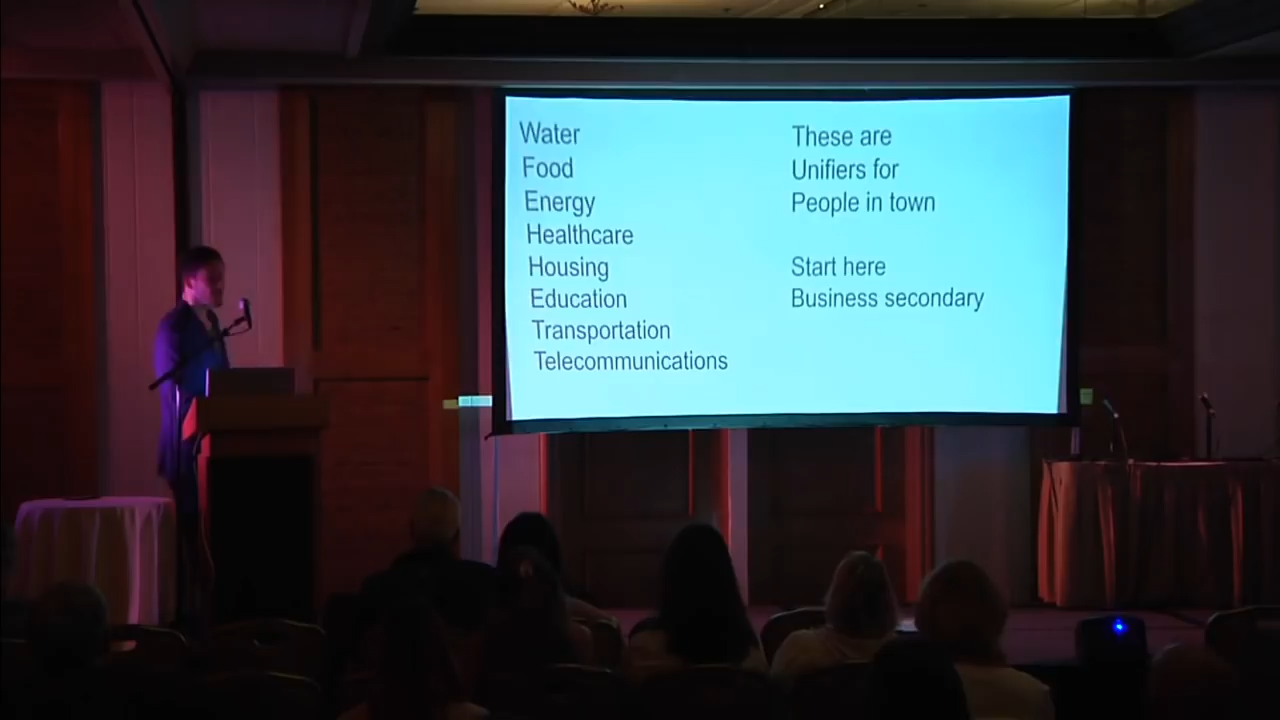 Water
Food
Energy
Healthcare
Housing
Education
Transportation
Telecommunications
These are
Unifiers for
People in town
Start here
Business secondary